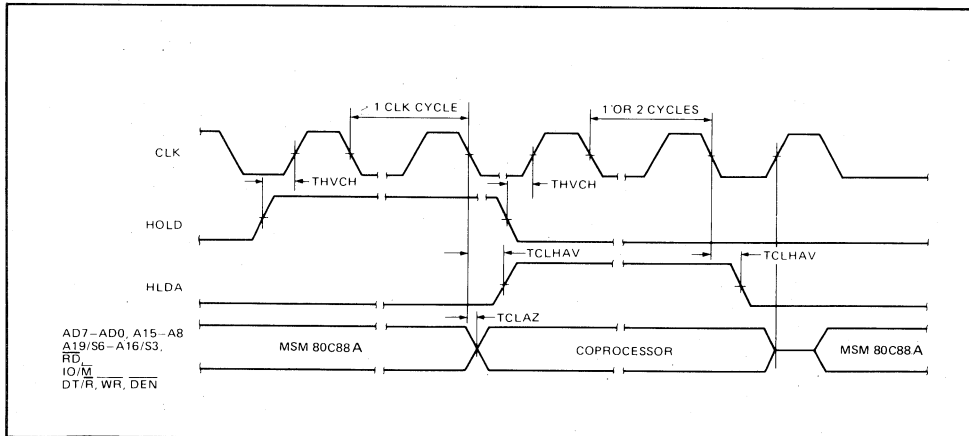 1 CLK CYCLE
1 OR 2 CYCLES
CLK
THVCH
THVCH
HOLD
TCLHAV
TCLHAV
HLDA
TCLAZ
AD7–AD0, A15–A8
A19/S6–A16/S3,
RD,
IO/M
DT/R, WR, DEN
MSM 80C88A
COPROCESSOR
MSM 80C88A